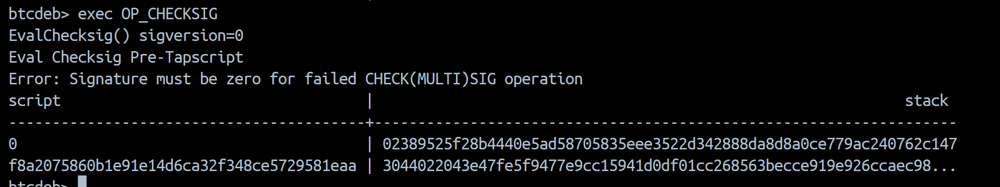 btcdeb> exec OP_CHECKSIG
EvalChecksig() sigversion=0
Eval Checksig Pre-Tapscript
Error: Signature must be zero for failed CHECK(MULTI)SIG operation
script | stack
-----------------------------------------+-------------------------------------------------------------------
0 | 02389525f28b4440e5ad58705835eee3522d342888da8d8a0ce779ac240762c147
f8a2075860b1e91e14d6ca32f348ce5729581eaa | 3044022043e47fe5f9477e9cc15941d0df01cc268563becce919e926ccaec98...
btcdeb>